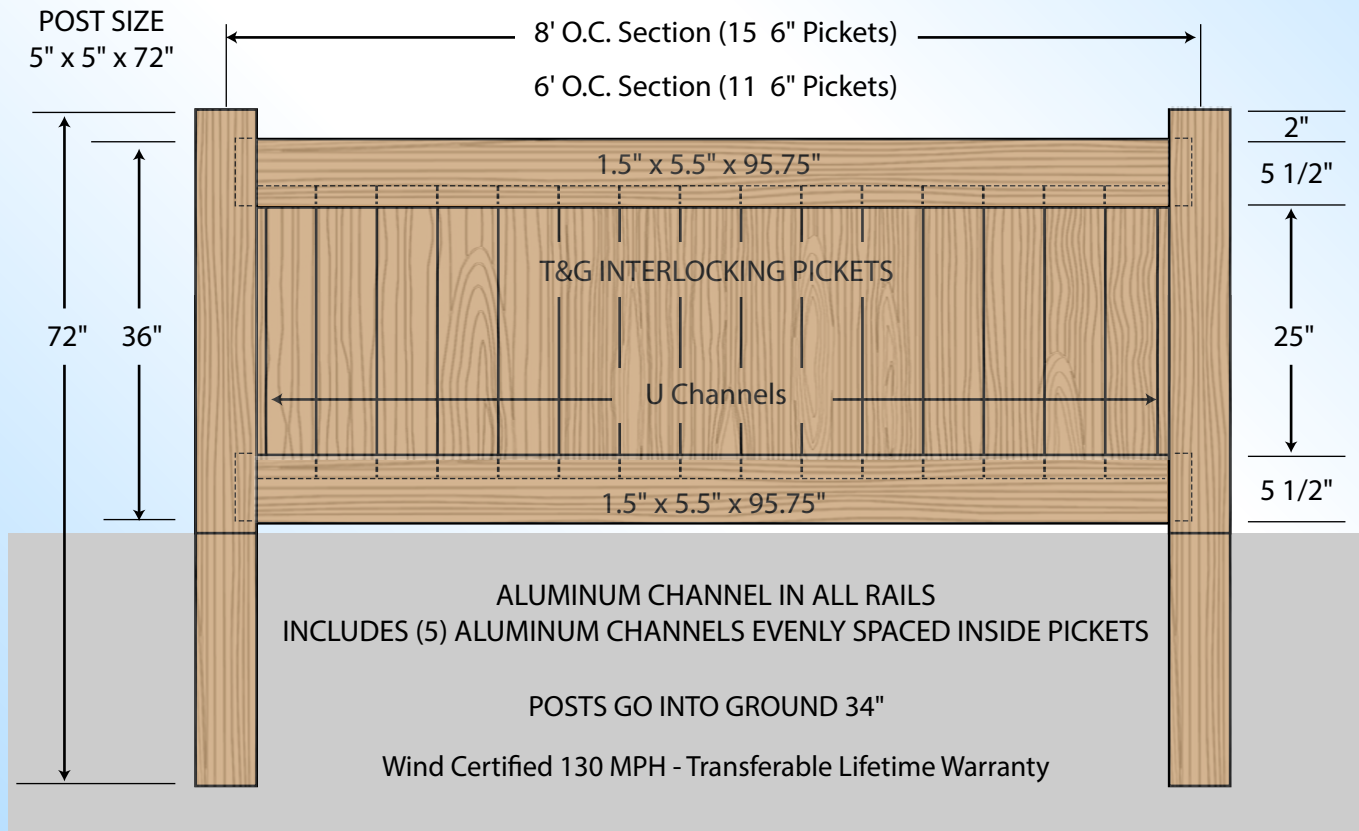 POST SIZE
5" x 5" x 72"
8' O.C. Section (15  6" Pickets)
6' O.C. Section (11  6" Pickets)
2"
5 1/2"
1.5" x 5.5" x 95.75"
T&G INTERLOCKING PICKETS
72"
36"
25"
U Channels
5 1/2"
1.5" x 5.5" x 95.75"
ALUMINUM CHANNEL IN ALL RAILS
INCLUDES (5) ALUMINUM CHANNELS EVENLY SPACED INSIDE PICKETS
POSTS GO INTO GROUND 34"
Wind Certified 130 MPH - Transferable Lifetime Warranty